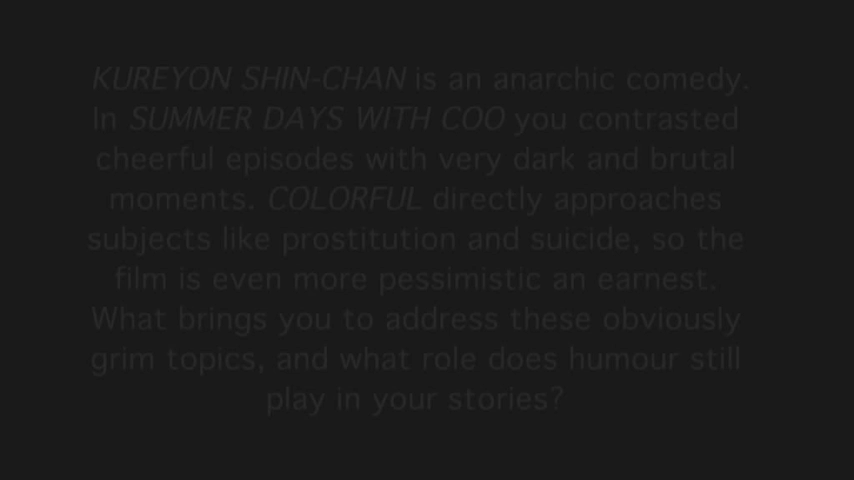 KUREYON SHIN-CHAN is an anarchic comedy.
In SUMMER DAYS WITH COO you contrasted
cheerful episodes with very dark and brutal
moments. COLORFUL directly approaches
subjects like prostitution and suicide, so the
film is even more pessimistic an earnest.
What brings you to address these obviously
grim topics, and what role does humour still
play in your stories?